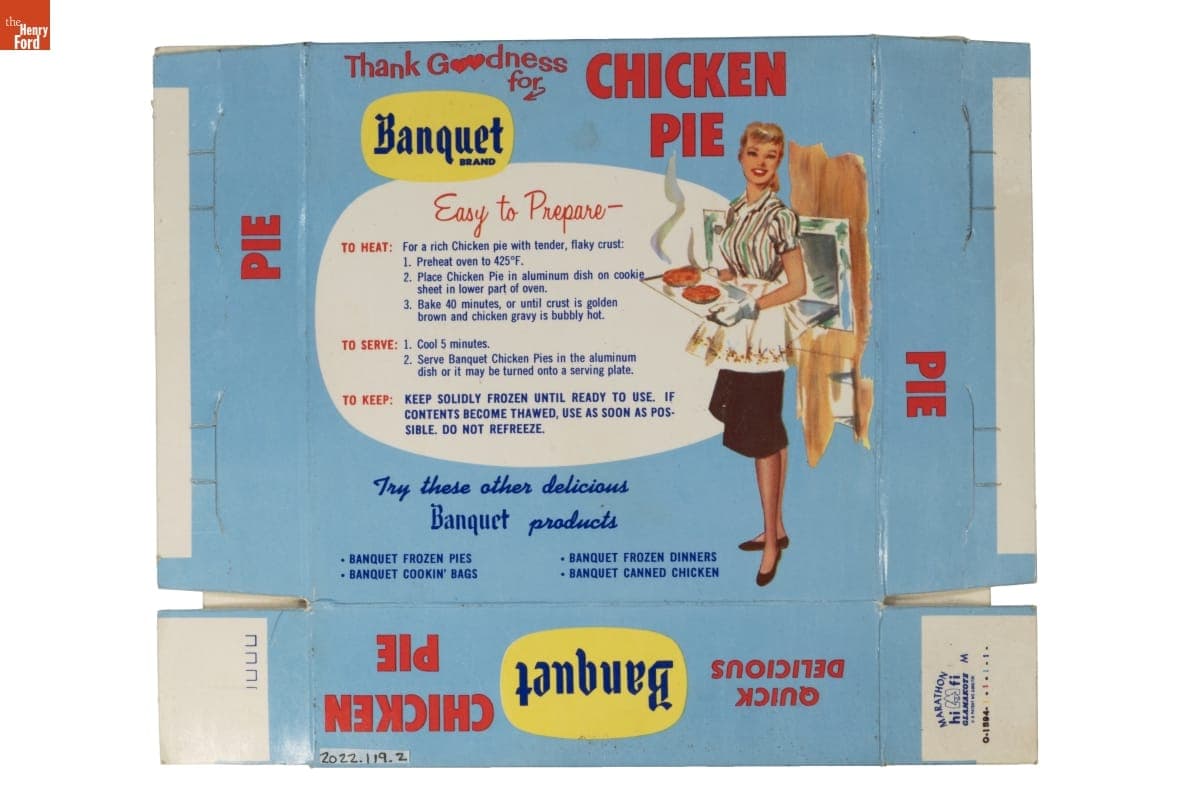 the
Henry
Ford
Thank Goodness
for
CHICKEN
PIE
Banquet
BRAND
Easy to Prepare—
TO HEAT: For a rich Chicken pie with tender, flaky crust:
1. Preheat oven to 425°F.
2. Place Chicken Pie in aluminum dish on cookie
sheet in lower part of oven.
3. Bake 40 minutes, or until crust is golden
brown and chicken gravy is bubbly hot.
TO SERVE: 1. Cool 5 minutes.
2. Serve Banquet Chicken Pies in the aluminum
dish or it may be turned onto a serving plate.
TO KEEP: KEEP SOLIDLY FROZEN UNTIL READY TO USE. IF
CONTENTS BECOME THAWED, USE AS SOON AS POS-
SIBLE. DO NOT REFREEZE.
Try these other delicious
Banquet products
• BANQUET FROZEN PIES
• BANQUET COOKIN' BAGS
• BANQUET FROZEN DINNERS
• BANQUET CANNED CHICKEN
PIE
PIE
QUICK
DELICIOUS
Banquet
CHICKEN
PIE
2022.119.2
MARATHON
hi fi
GLAMAKOTE
M